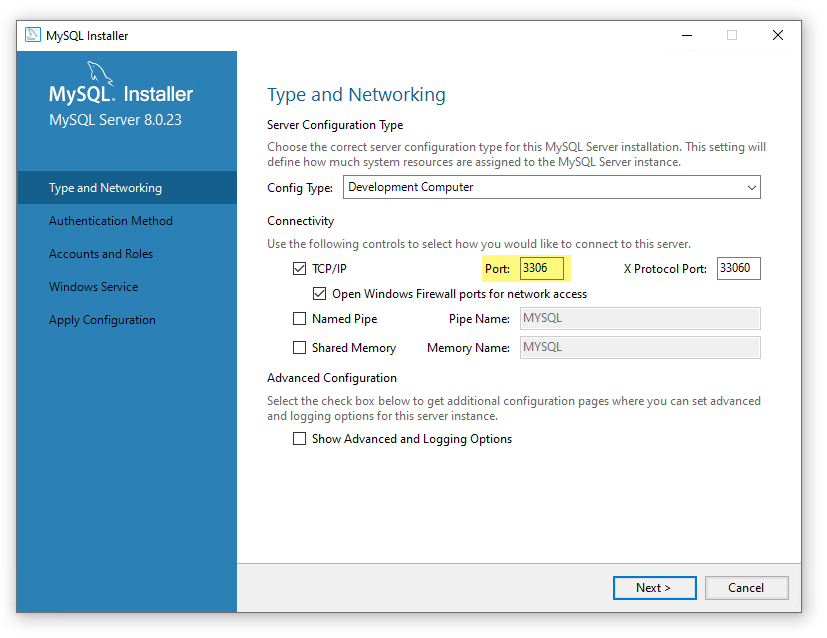 MySQL Installer
MySQL. Installer
MySQL Server 8.0.23
Type and Networking
Authentication Method
Accounts and Roles
Windows Service
Apply Configuration
Type and Networking
Server Configuration Type
Choose the correct server configuration type for this MySQL Server installation. This setting will
define how much system resources are assigned to the MySQL Server instance.
Config Type: Development Computer
Connectivity
Use the following controls to select how you would like to connect to this server.
TCP/IP Port: 3306 X Protocol Port: 33060
Open Windows Firewall ports for network access
Named Pipe Pipe Name: MYSQL
Shared Memory Memory Name: MYSQL
Advanced Configuration
Select the check box below to get additional configuration pages where you can set advanced
and logging options for this server instance.
Show Advanced and Logging Options
Next > Cancel